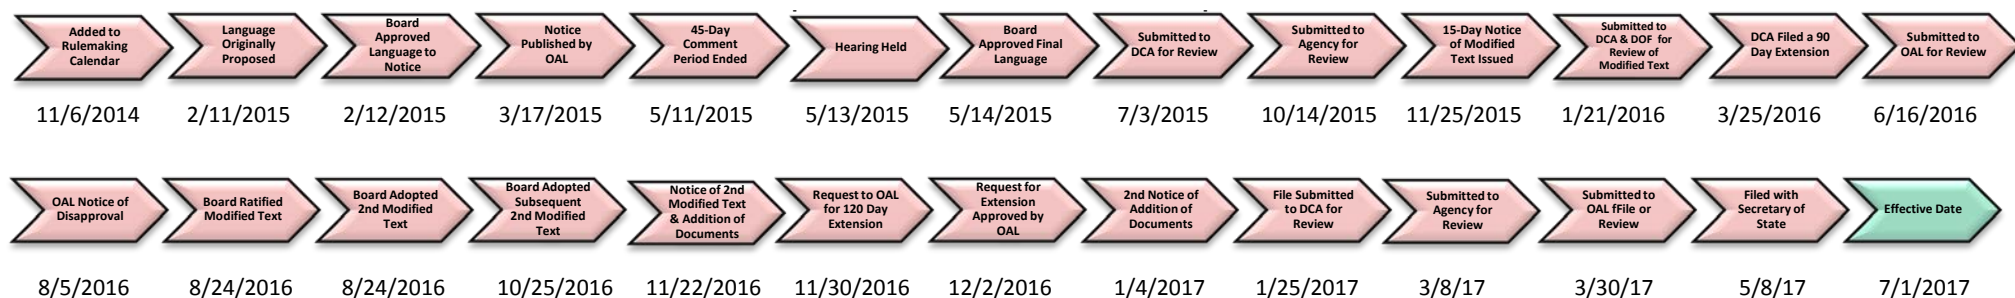 Added to
Rulemaking
Calendar
Language
Originally
Proposed
Board
Approved
Language to
Notice
Notice
Published by
OAL
45-Day
Comment
Period Ended
Hearing Held
Board
Approved Final
Language
Submitted to
DCA for Review
Submitted to
Agency for
Review
15-Day Notice
of Modified
Text Issued
Submitted to
DCA & DOF for
Review of
Modified Text
DCA Filed a 90
Day Extension
Submitted to
OAL for Review
11/6/2014 2/11/2015 2/12/2015 3/17/2015 5/11/2015 5/13/2015 5/14/2015 7/3/2015 10/14/2015 11/25/2015 1/21/2016 3/25/2016 6/16/2016
OAL Notice of
Disapproval
Board Ratified
Modified Text
Board Adopted
2nd Modified
Text
Board Adopted
Subsequent
2nd Modified
Text
Notice of 2nd
Modified Text
& Addition of
Documents
Request to OAL
for 120 Day
Extension
Request for
Extension
Approved by
OAL
2nd Notice of
Addition of
Documents
File Submitted
to DCA for
Review
Submitted to
Agency for
Review
Submitted to
OAL fFile or
Review
Filed with
Secretary of
State
Effective Date
8/5/2016 8/24/2016 8/24/2016 10/25/2016 11/22/2016 11/30/2016 12/2/2016 1/4/2017 1/25/2017 3/8/17 3/30/17 5/8/17 7/1/2017